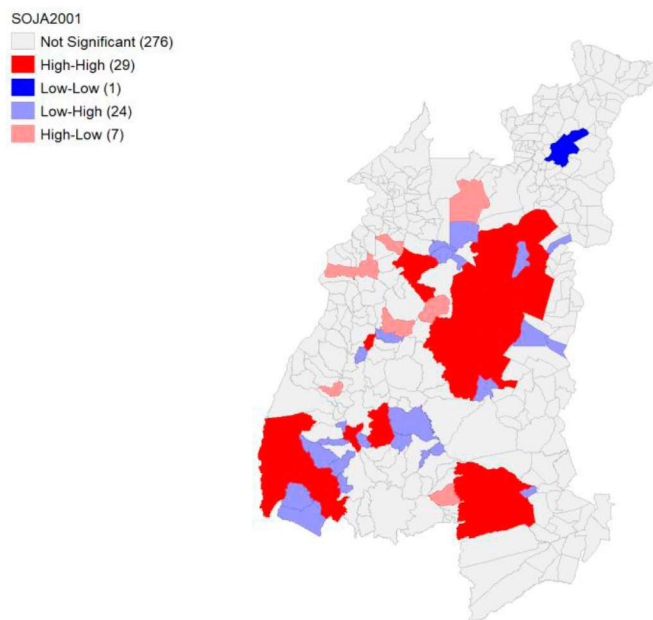 SOJA2001
Not Significant (276)
High-High (29)
Low-Low (1)
Low-High (24)
High-Low (7)